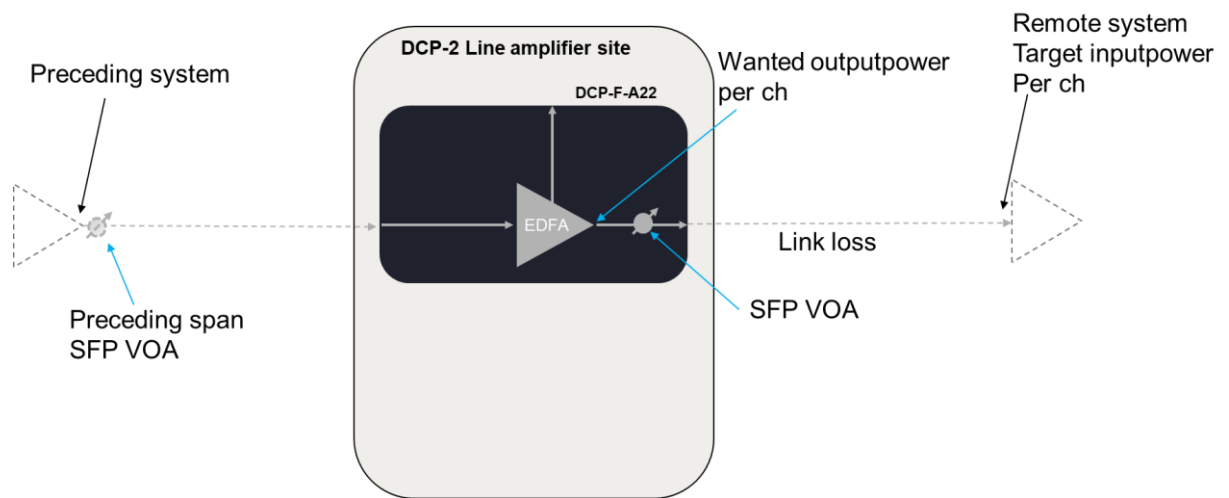 DCP-2 Line amplifier site
Preceding system
DCP-F-A22
Wanted outputpower
per ch
Remote system
Target inputpower
Per ch
EDFA
Link loss
Preceding span
SFP VOA
SFP VOA